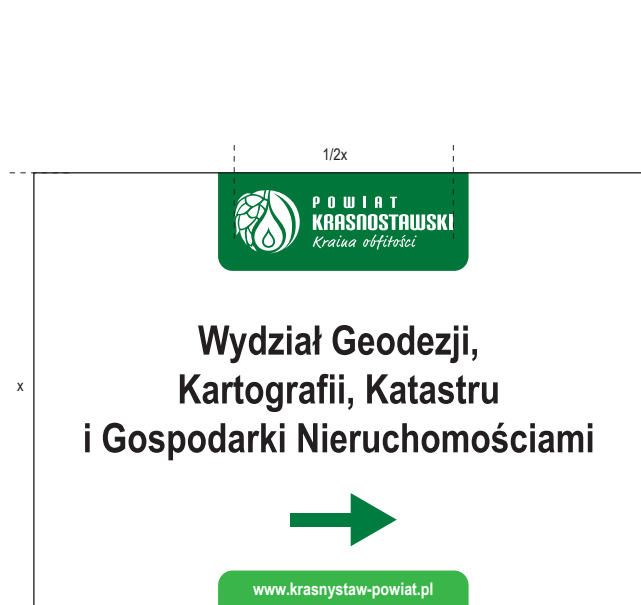 1/2x
POWIAT
KRASNOSTAWSKI
Kraina obfitości
Wydział Geodezji,
Kartografii, Katastru
x
i Gospodarki Nieruchomościami
www.krasnystaw-powiat.pl